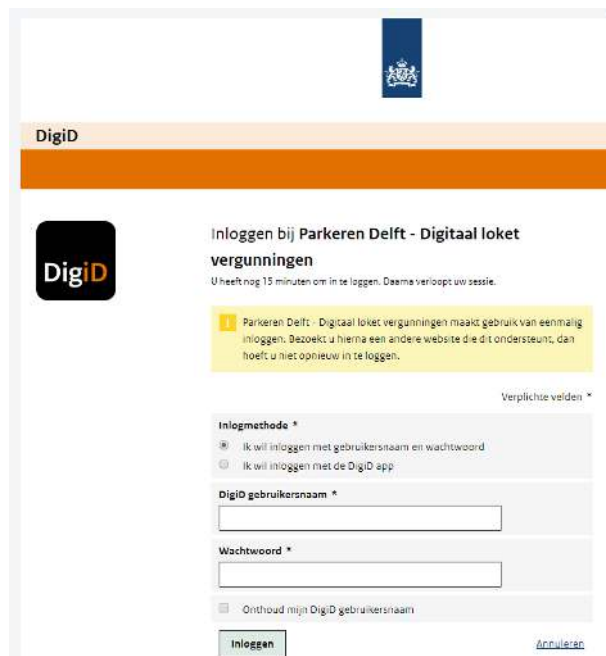 DigiD
DigiD
Inloggen bij Parkeren Delft - Digitaal loket
vergunningen
U heeft nog 15 minuten om in te loggen. Daarna verloopt uw sessie.
Parkeren Delft - Digitaal loket vergunningen maakt gebruik van eenmalig
inloggen. Bezoekt u hierna een andere website die dit ondersteunt, dan
hoeft u niet opnieuw in te loggen.
Verplichte velden *
Inlogmethode *
Ik wil inloggen met gebruikersnaam en wachtwoord
Ik wil inloggen met de DigiD app
DigiD gebruikersnaam *
Wachtwoord *
Onthoud mijn DigiD gebruikersnaam
Inloggen
Annuleren